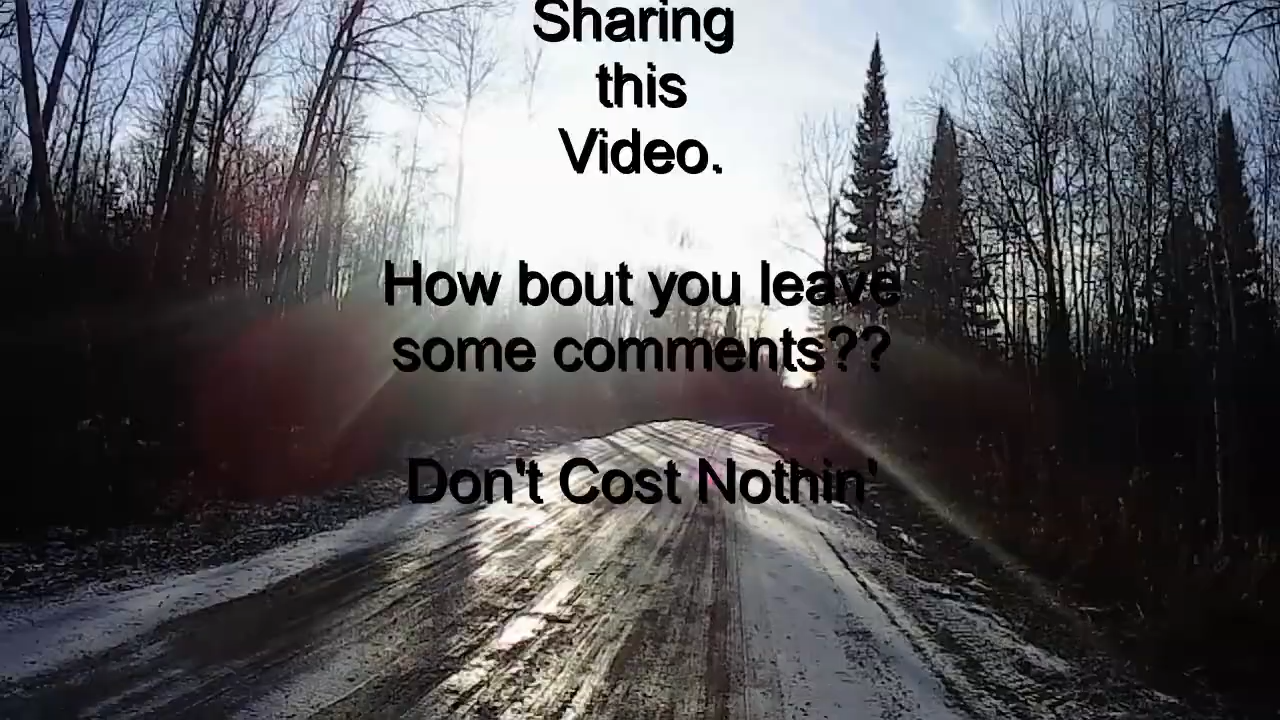 Sharing
this
Video.
How bout you leave
some comments??
Don't Cost Nothin'